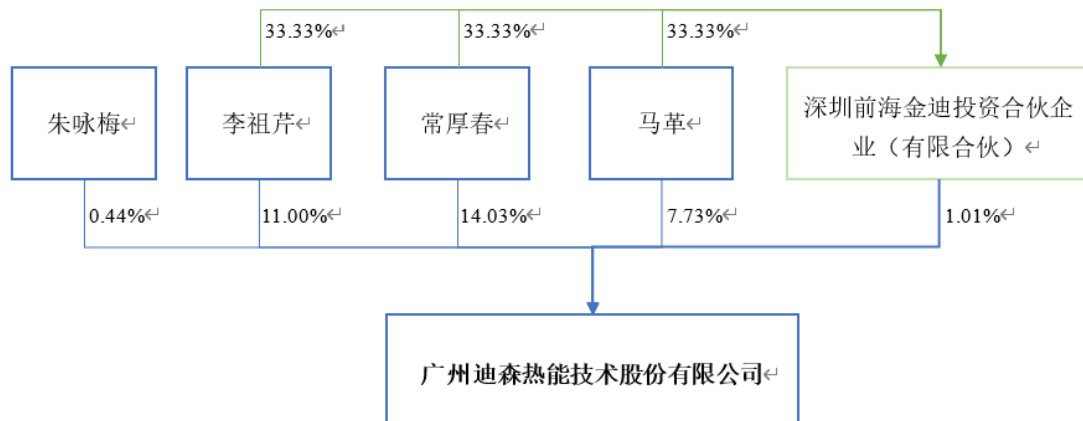 33.33%↵ 33.33%↵ 33.33%↵
朱咏梅↵ 李祖芹↵ 常厚春↵ 马革↵ 深圳前海金迪投资合伙企
业（有限合伙）↵
0.44%↵ 11.00%↵ 14.03%↵ 7.73%↵ 1.01%↵
广州迪森热能技术股份有限公司↵